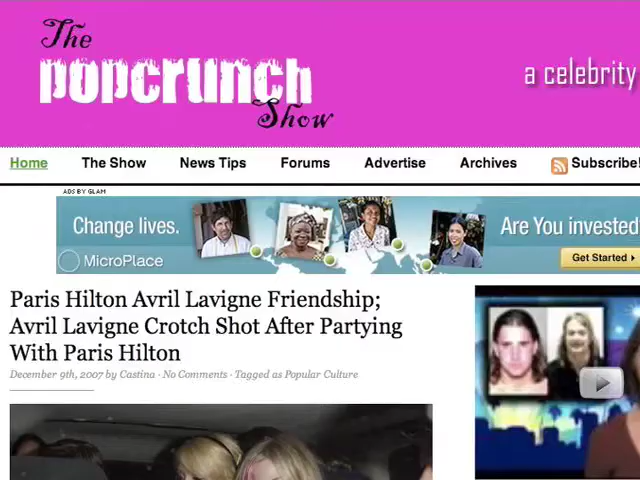 The
popcrunch
Show
a celebrity
Home The Show News Tips Forums Advertise Archives Subscribe!
ADS BY GLAM
Change lives.
Are You invested
MicroPlace
Get Started
Paris Hilton Avril Lavigne Friendship;
Avril Lavigne Crotch Shot After Partying
With Paris Hilton
December 9th, 2007 by Castina · No Comments · Tagged as Popular Culture